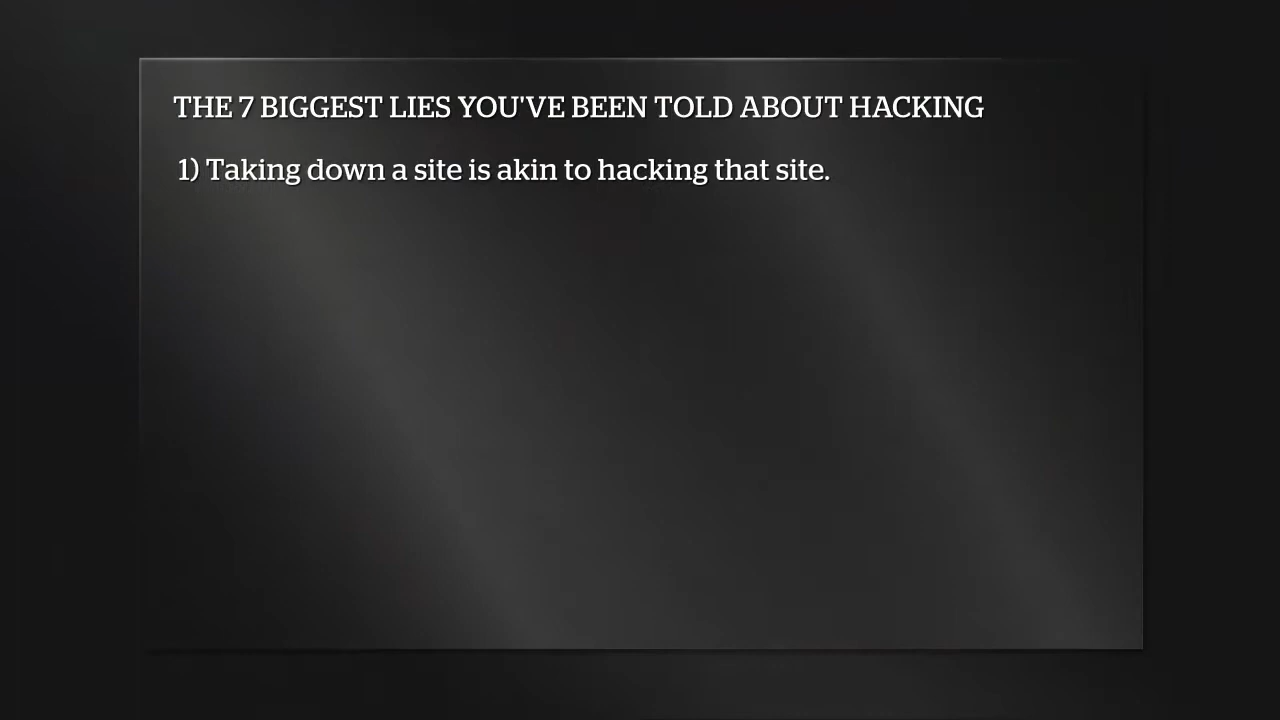 THE 7 BIGGEST LIES YOU'VE BEEN TOLD ABOUT HACKING
1) Taking down a site is akin to hacking that site.